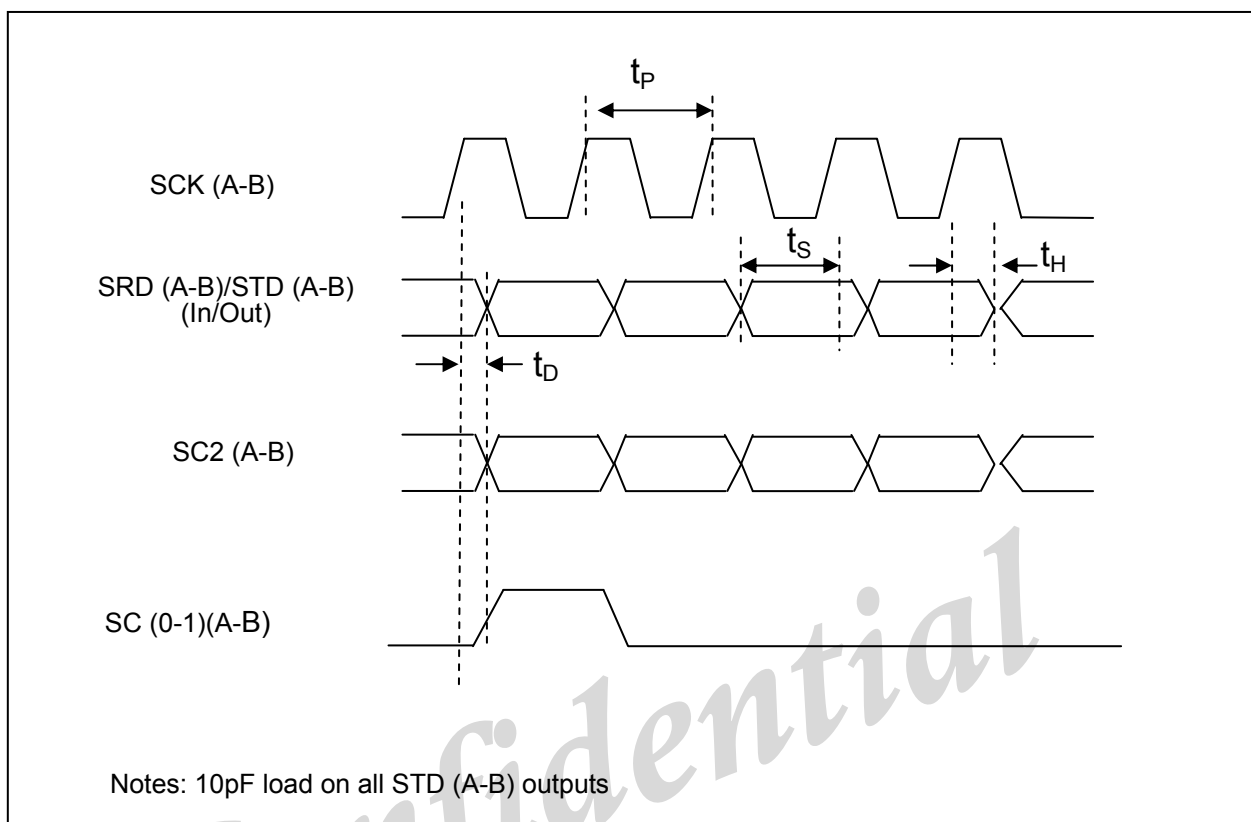 tP
SCK (A-B)
tS
tH
SRD (A-B)/STD (A-B)
(In/Out)
tD
SC2 (A-B)
SC (0-1)(A-B)
Notes: 10pF load on all STD (A-B) outputs
Confidential